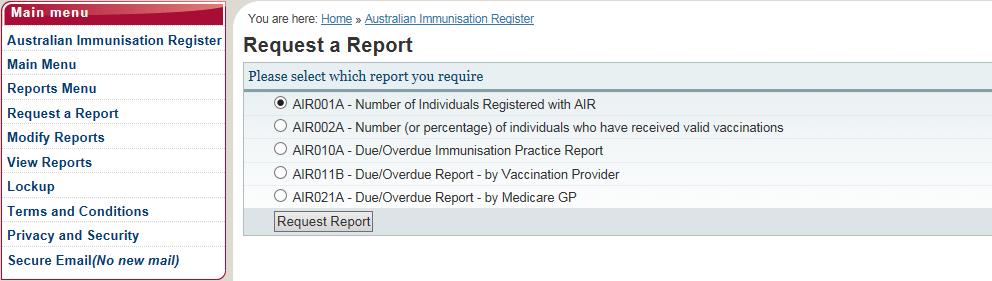 Main menu
Australian Immunisation Register
Main Menu
Reports Menu
Request a Report
Modify Reports
View Reports
Lockup
Terms and Conditions
Privacy and Security
Secure Email(No new mail)
You are here: Home » Australian Immunisation Register
Request a Report
Please select which report you require
AIR001A - Number of Individuals Registered with AIR
AIR002A - Number (or percentage) of individuals who have received valid vaccinations
AIR010A - Due/Overdue Immunisation Practice Report
AIR011B - Due/Overdue Report - by Vaccination Provider
AIR021A - Due/Overdue Report - by Medicare GP
Request Report